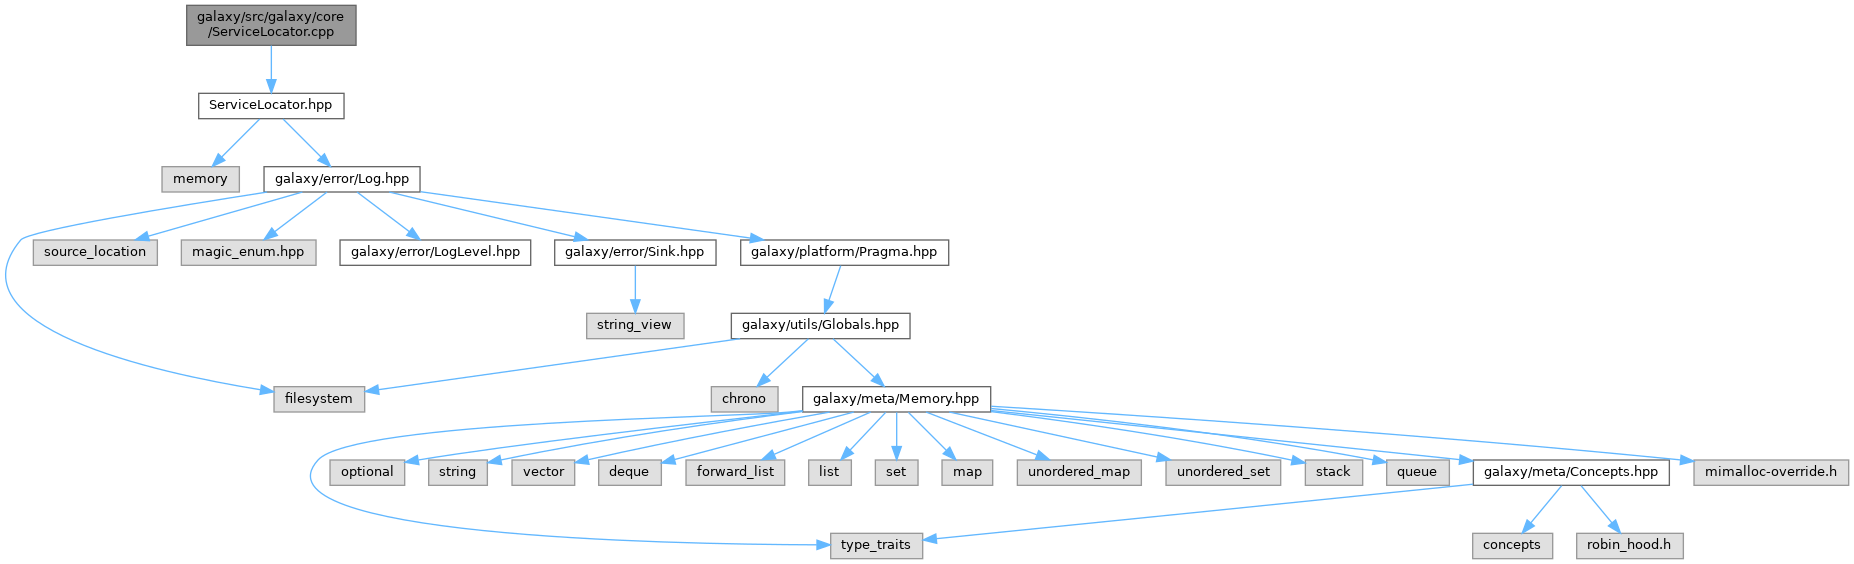 galaxy/src/galaxy/core
/ServiceLocator.cpp
ServiceLocator.hpp
memory
galaxy/error/Log.hpp
source_location
magic_enum.hpp
galaxy/error/LogLevel.hpp
galaxy/error/Sink.hpp
galaxy/platform/Pragma.hpp
string_view
galaxy/utils/Globals.hpp
filesystem
chrono
galaxy/meta/Memory.hpp
optional
string
vector
deque
forward_list
list
set
map
unordered_map
unordered_set
stack
queue
galaxy/meta/Concepts.hpp
mimalloc-override.h
type_traits
concepts
robin_hood.h